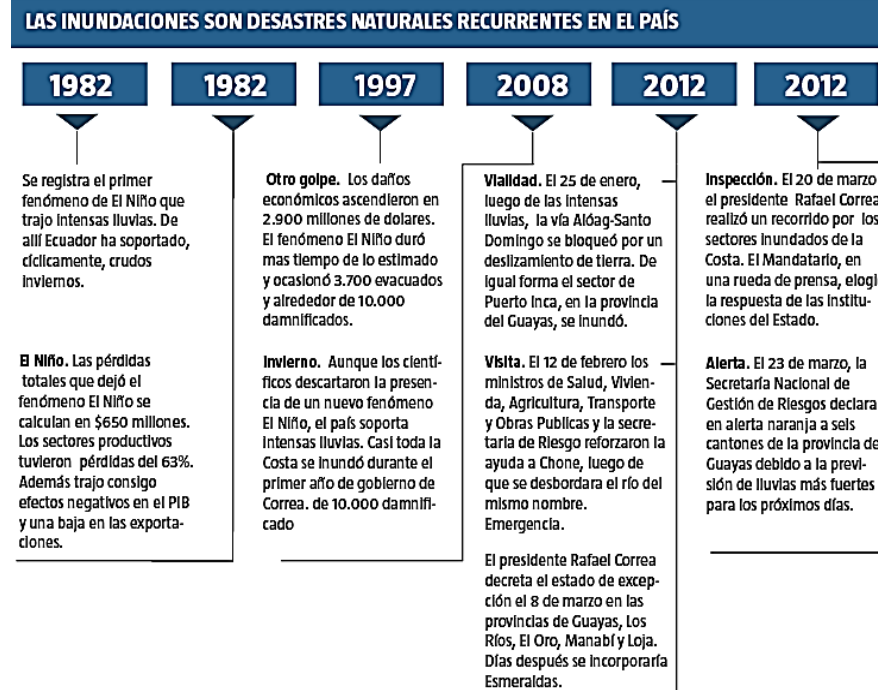 LAS INUNDACIONES SON DESASTRES NATURALES RECURRENTES EN EL PAÍS
1982
1982
1997
2008
2012
2012
Se registra el primer
fenómeno de El Niño que
trajo intensas lluvias. De
allí Ecuador ha soportado,
cíclicamente, crudos
inviernos.
El Niño. Las pérdidas
totales que dejó el
fenómeno El Niño se
calculan en $650 millones.
Los sectores productivos
tuvieron pérdidas del 63%.
Además trajo consigo
efectos negativos en el PIB
y una baja en las exporta-
ciones.
Otro golpe. Los daños
económicos ascendieron en
2.900 millones de dolares.
El fenómeno El Niño duró
mas tiempo de lo estimado
y ocasionó 3.700 evacuados
y alrededor de 10.000
damnificados.
Invierno. Aunque los cientí-
ficos descartaron la presen-
cia de un nuevo fenómeno
El Niño, el país soporta
intensas lluvias. Casi toda la
Costa se inundó durante el
primer año de gobierno de
Correa. de 10.000 damnifi-
cado
Vialidad. El 25 de enero,
luego de las intensas
lluvias, la vía Alóag-Santo
Domingo se bloqueó por un
deslizamiento de tierra. De
igual forma el sector de
Puerto Inca, en la provincia
del Guayas, se inundó.
Visita. El 12 de febrero los
ministros de Salud, Vivien-
da, Agricultura, Transporte
y Obras Publicas y la secre-
taria de Riesgo reforzaron la
ayuda a Chone, luego de
que se desbordara el río del
mismo nombre.
Emergencia.
El presidente Rafael Correa
decreta el estado de excep-
ción el 8 de marzo en las
provincias de Guayas, Los
Ríos, El Oro, Manabí y Loja.
Días después se incorporaría
Esmeraldas.
Inspección. El 20 de marzo
el presidente Rafael Correa
realizó un recorrido por los
sectores inundados de la
Costa. El Mandatario, en
una rueda de prensa, elogi
la respuesta de las institu-
ciones del Estado.
Alerta. El 23 de marzo, la
Secretaría Nacional de
Gestión de Riesgos declara
en alerta naranja a seis
cantones de la provincia de
Guayas debido a la previ-
sión de lluvias más fuertes
para los próximos días.